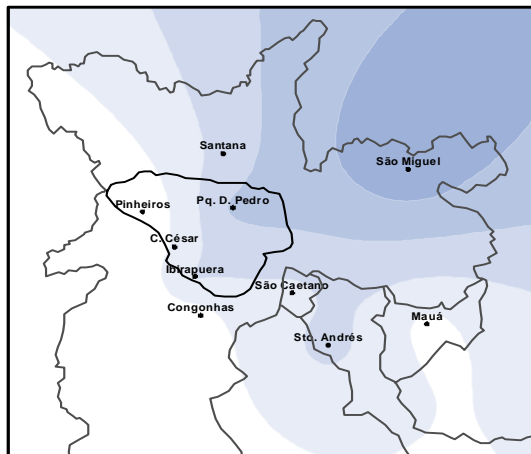 Santana
São Miguel
Pinheiros
Pq. D. Pedro
C. César
Ibirapuera
São Caetano
Congonhas
Mauá
Sto. Andrés